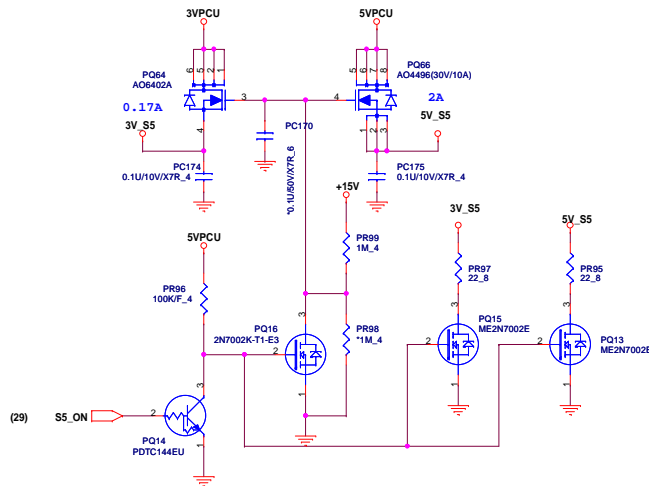 3VPCU
5VPCU
6 5 2 1
5 6 7 8
PQ64
AO6402A
PQ66
AO4496(30V/10A)
0.17A
3
4
2A
3V_S5
4
1 2 3
5V_S5
PC170
*0.1U/50V/X7R_6
PC174
0.1U/10V/X7R_4
PC175
0.1U/10V/X7R_4
+15V
5VPCU
3V_S5
5V_S5
PR99
1M_4
PR97
22_8
PR95
22_8
PR96
100K/F_4
PQ16
2N7002K-T1-E3
3
2
1
PR98
*1M_4
PQ15
ME2N7002E
3
2
1
PQ13
ME2N7002E
3
2
1
(29)
S5_ON
2
3
1
PQ14
PDTC144EU